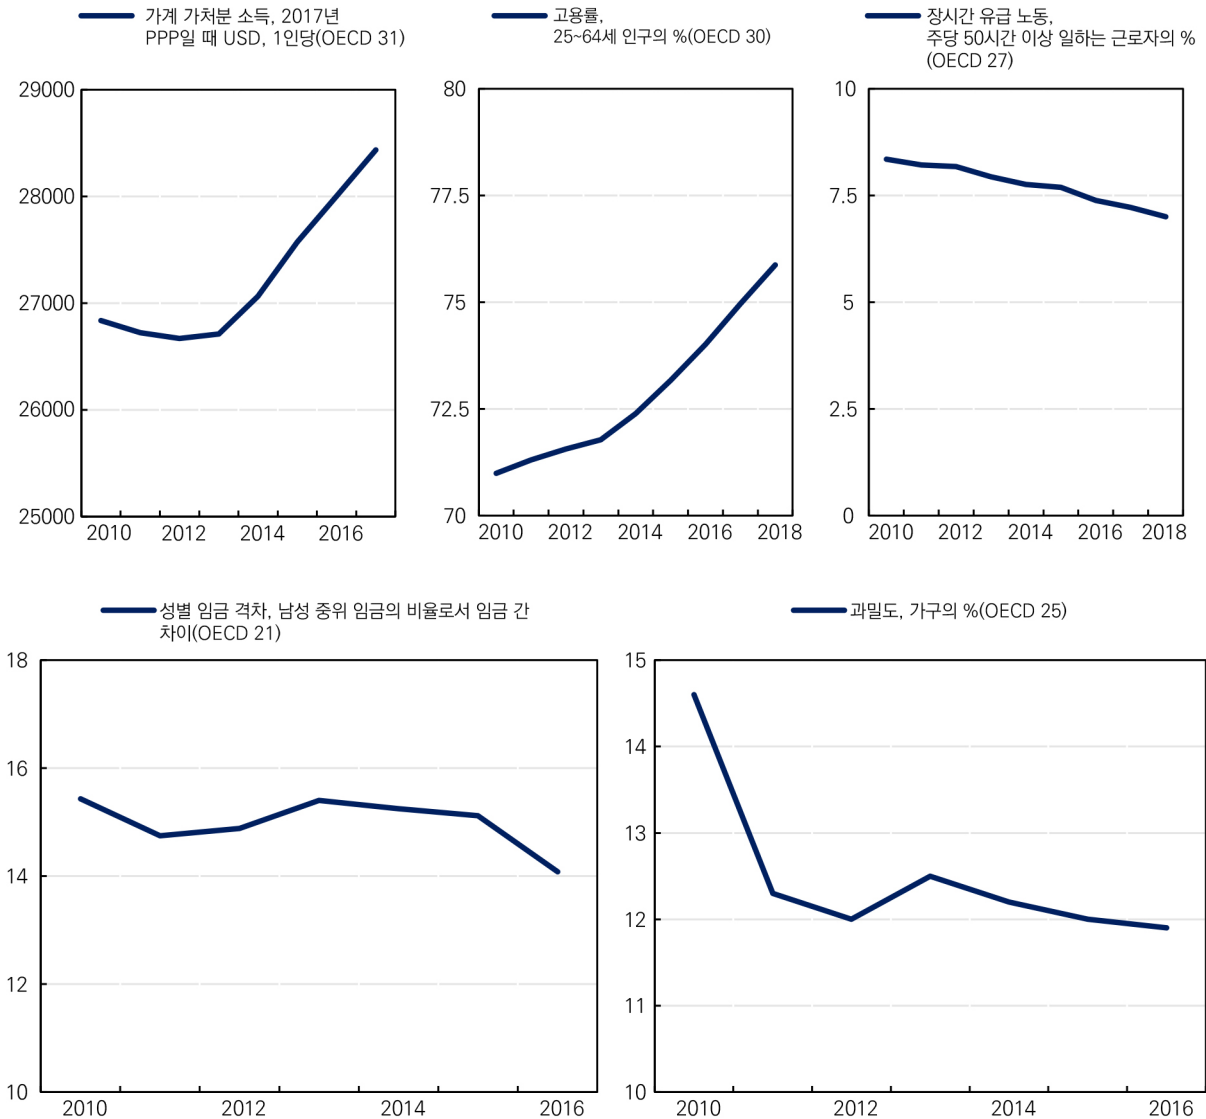 가계 가처분 소득, 2017년
PPP일 때 USD, 1인당(OECD 31)
29000
28000
27000
26000
25000
2010 2012 2014 2016
고용률,
25~64세 인구의 %(OECD 30)
80
77.5
75
72.5
70
2010 2012 2014 2016 2018
장시간 유급 노동,
주당 50시간 이상 일하는 근로자의 %
(OECD 27)
10
7.5
5
2.5
0
2010 2012 2014 2016 2018
성별 임금 격차, 남성 중위 임금의 비율로서 임금 간
차이(OECD 21)
18
16
14
12
10
2010 2012 2014 2016
과밀도, 가구의 %(OECD 25)
15
14
13
12
11
10
2010 2012 2014 2016